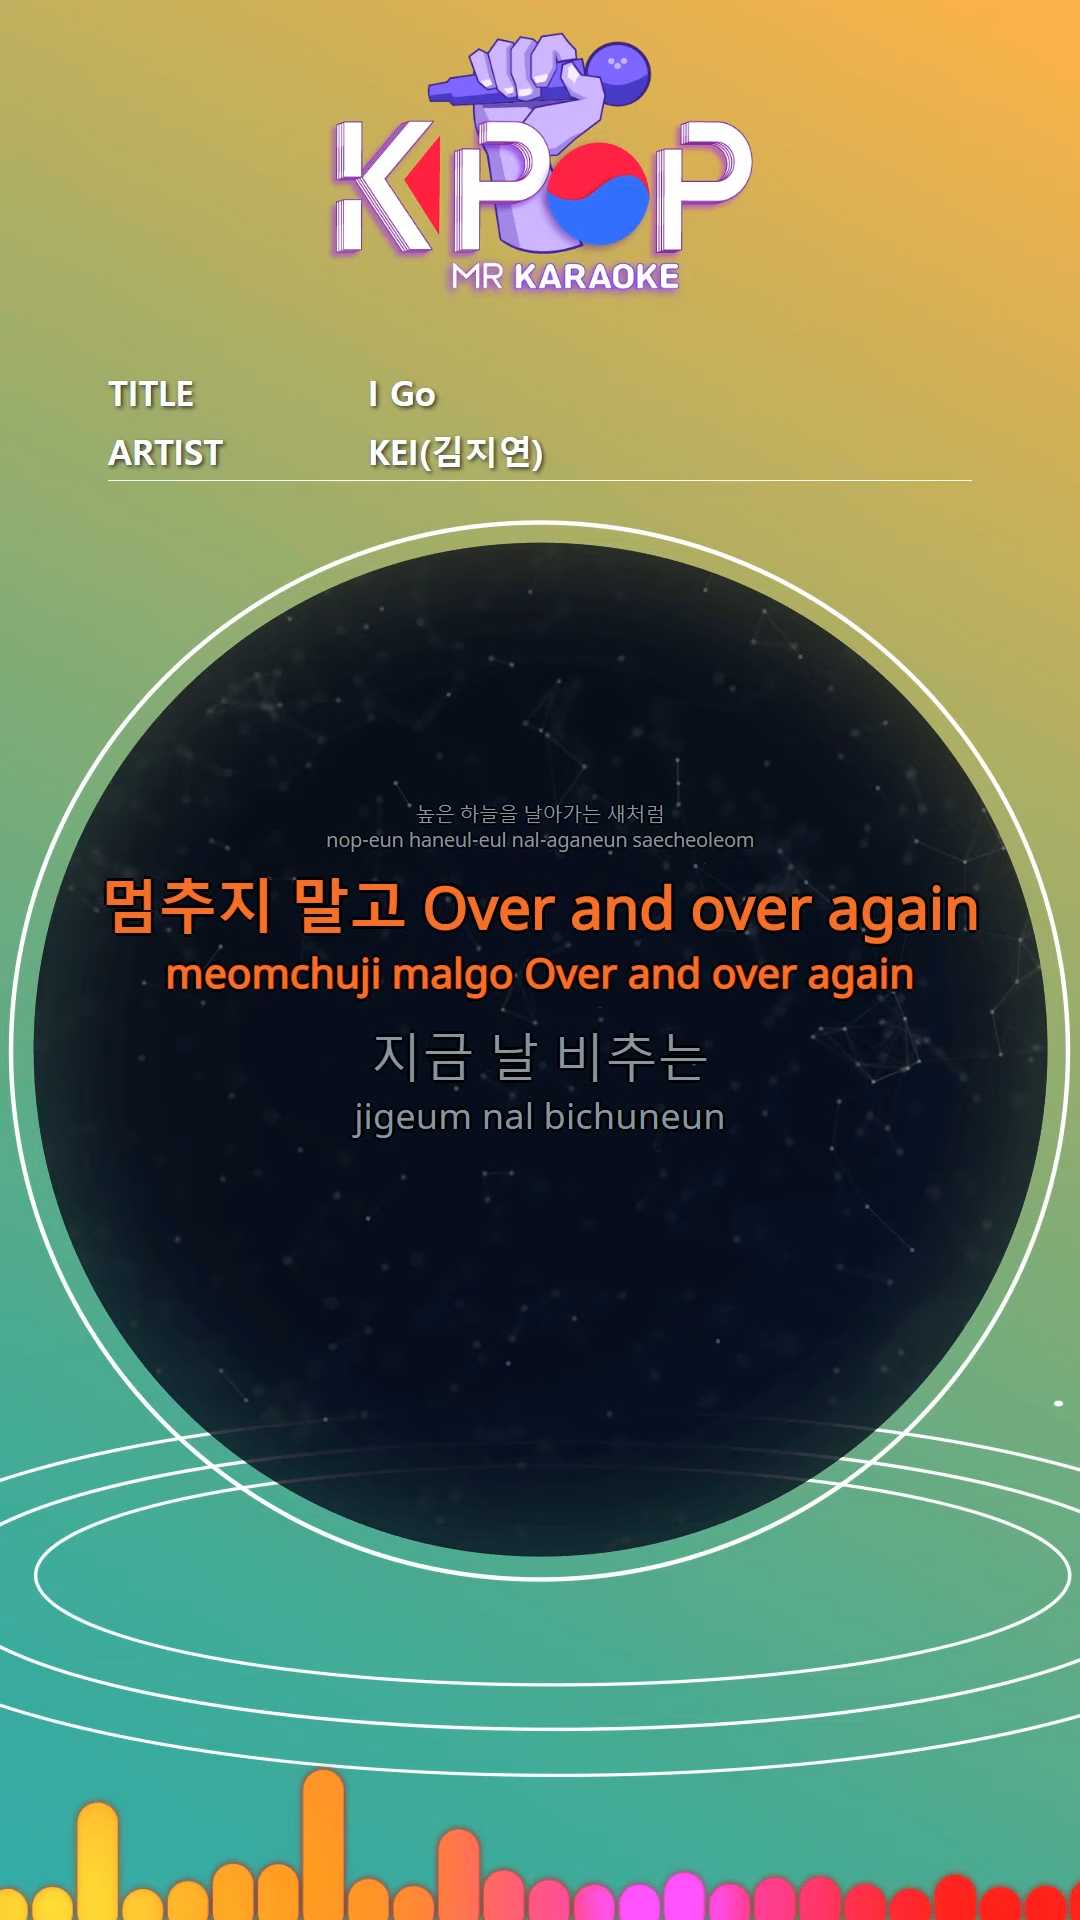 KPOP
MR KARAOKE
TITLE I Go
ARTIST KEI(김지연)
높은 하늘을 날아가는 새처럼
nop-eun haneul-eul nal-aganeun saecheoleom
멈추지 말고 Over and over again
meomchuji malgo Over and over again
지금 날 비추는
jigeum nal bichuneun